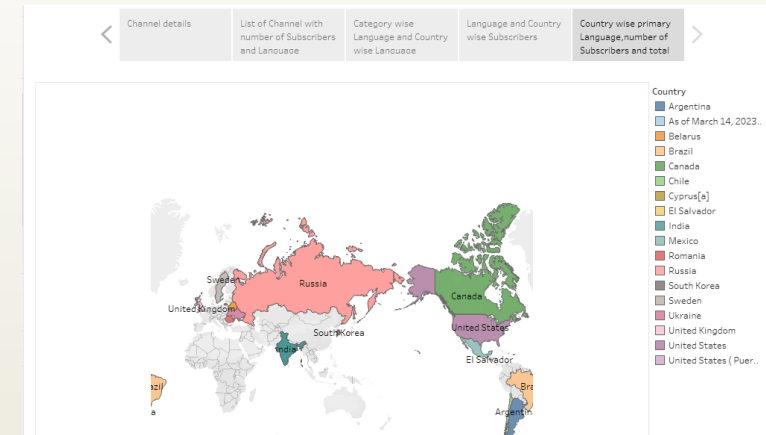 Channel details
List of Channel with
number of Subscribers
and Language
Category wise
Language and Country
wise Language
Language and Country
wise Subscribers
Country wise primary
Language,number of
Subscribers and total
Country
Argentina
As of March 14, 2023..
Belarus
Brazil
Canada
Chile
Cyprus[a]
El Salvador
India
Mexico
Romania
Russia
South Korea
Sweden
Ukraine
United Kingdom
United States
United States ( Puer..
Sweden
Russia
United Kingdom
South Korea
India
Canada
United States
El Salvador
azil
Bra
a
Argentin